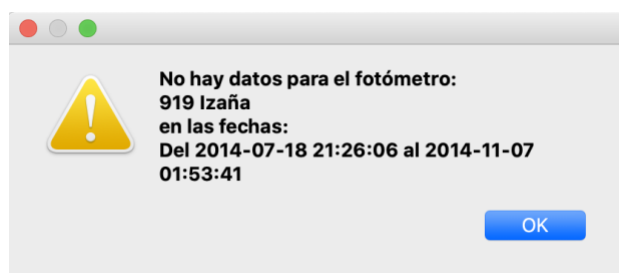 No hay datos para el fotómetro:
919 Izaña
en las fechas:
Del 2014-07-18 21:26:06 al 2014-11-07
01:53:41
OK